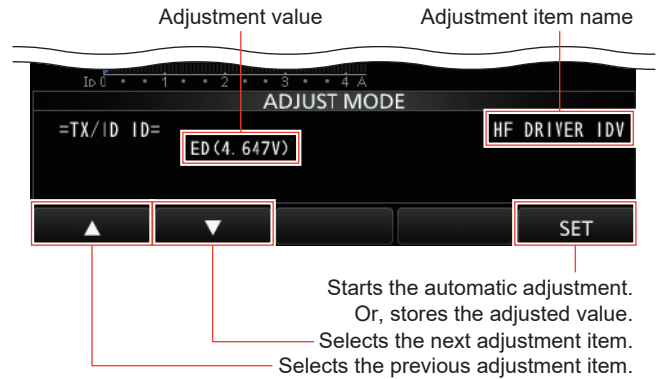 Adjustment value Adjustment item name
ID 0 · · 1 · · 2 · · 3 · · 4 A
ADJUST MODE
=TX/ID ID= HF DRIVER IDV
ED(4.647V)
▲ ▼ SET
Starts the automatic adjustment.
Or, stores the adjusted value.
Selects the next adjustment item.
Selects the previous adjustment item.